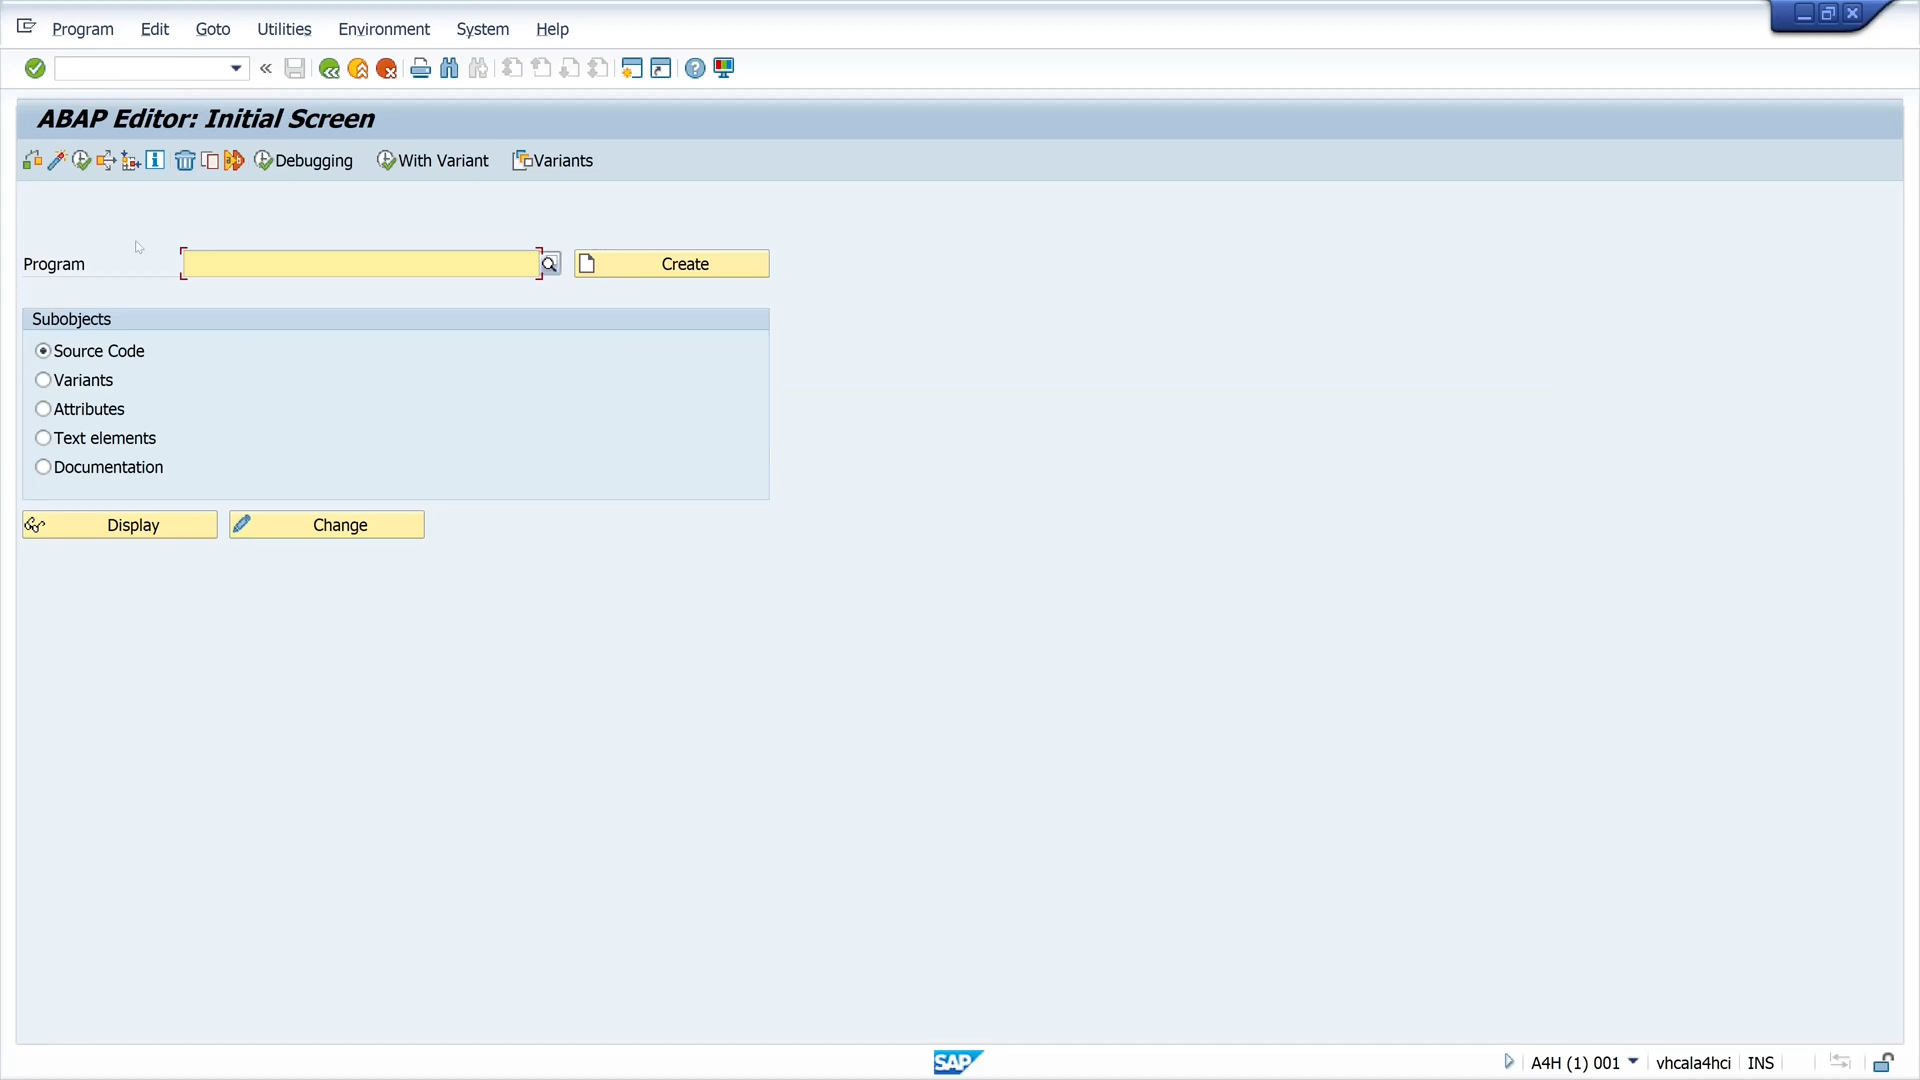 Program Edit Goto Utilities Environment System Help
ABAP Editor: Initial Screen
Debugging With Variant Variants
Program Create
Subobjects
Source Code
Variants
Attributes
Text elements
Documentation
Display Change
SAP A4H (1) 001 vhcala4hci INS